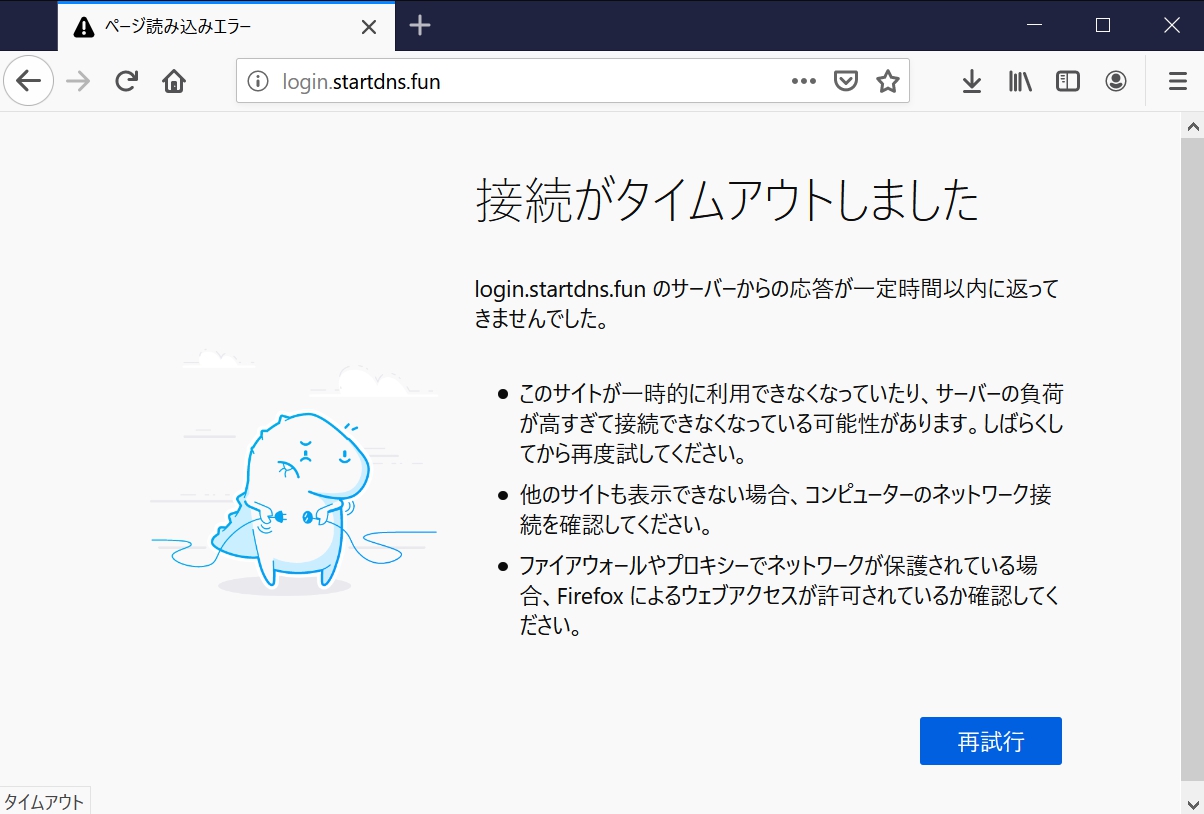 ページ読み込みエラー
login.startdns.fun
接続がタイムアウトしました
login.startdns.fun のサーバーからの応答が一定時間以内に返って
きませんでした。
このサイトが一時的に利用できなくなっていたり、サーバーの負荷
が高すぎて接続できなくなっている可能性があります。しばらくし
てから再度試してください。
他のサイトも表示できない場合、コンピューターのネットワーク接
続を確認してください。
ファイアウォールやプロキシーでネットワークが保護されている場
合、Firefox によるウェブアクセスが許可されているか確認してく
ださい。
再試行
タイムアウト